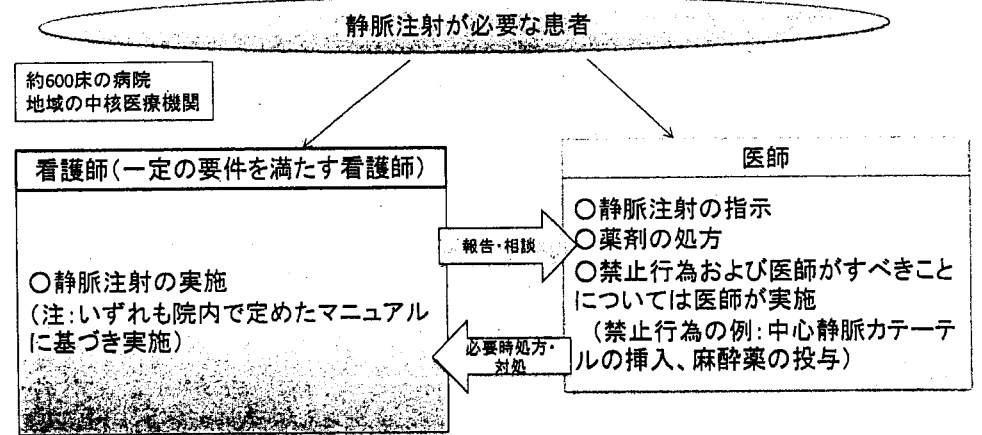 静脈注射が必要な患者
約600床の病院
地域の中核医療機関
看護師(一定の要件を満たす看護師)
○静脈注射の実施
(注:いずれも院内で定めたマニュアル
に基づき実施)
報告・相談
必要時処方・
対処
医師
○静脈注射の指示
○薬剤の処方
○禁止行為および医師がすべきこと
については医師が実施
(禁止行為の例:中心静脈カテーテ
ルの挿入、麻酔薬の投与)